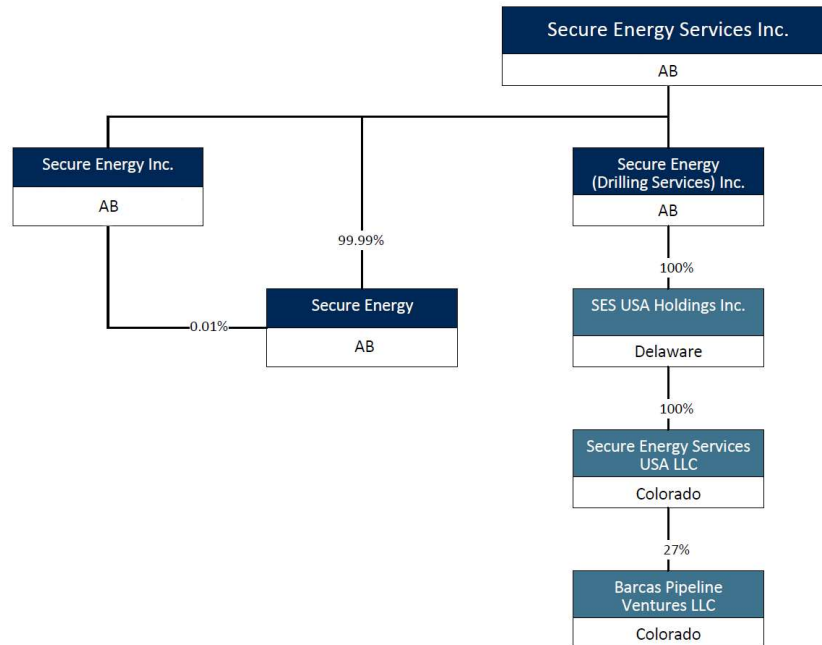 Secure Energy Services Inc.
AB
Secure Energy Inc.
AB
Secure Energy
(Drilling Services) Inc.
AB
99.99%
100%
Secure Energy
AB
0.01%
SES USA Holdings Inc.
Delaware
100%
Secure Energy Services
USA LLC
Colorado
27%
Barcas Pipeline
Ventures LLC
Colorado